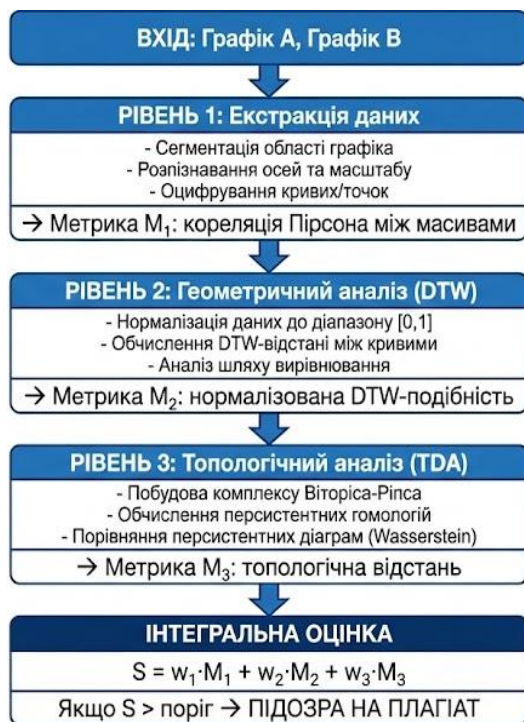 ВХІД: Графік А, Графік В
РІВЕНЬ 1: Екстракція даних
- Сегментація області графіка
- Розпізнавання осей та масштабу
- Оцифрування кривих/точок
→ Метрика M₁: кореляція Пірсона між масивами
РІВЕНЬ 2: Геометричний аналіз (DTW)
- Нормалізація даних до діапазону [0,1]
- Обчислення DTW-відстані між кривими
- Аналіз шляху вирівнювання
→ Метрика M₂: нормалізована DTW-подібність
РІВЕНЬ 3: Топологічний аналіз (TDA)
- Побудова комплексу Віторіса-Ріпса
- Обчислення персистентних гомологій
- Порівняння персистентних діаграм (Wasserstein)
→ Метрика M₃: топологічна відстань
ІНТЕГРАЛЬНА ОЦІНКА
S = w₁·M₁ + w₂·M₂ + w₃·M₃
Якщо S > поріг → ПІДОЗРА НА ПЛАГІАТ